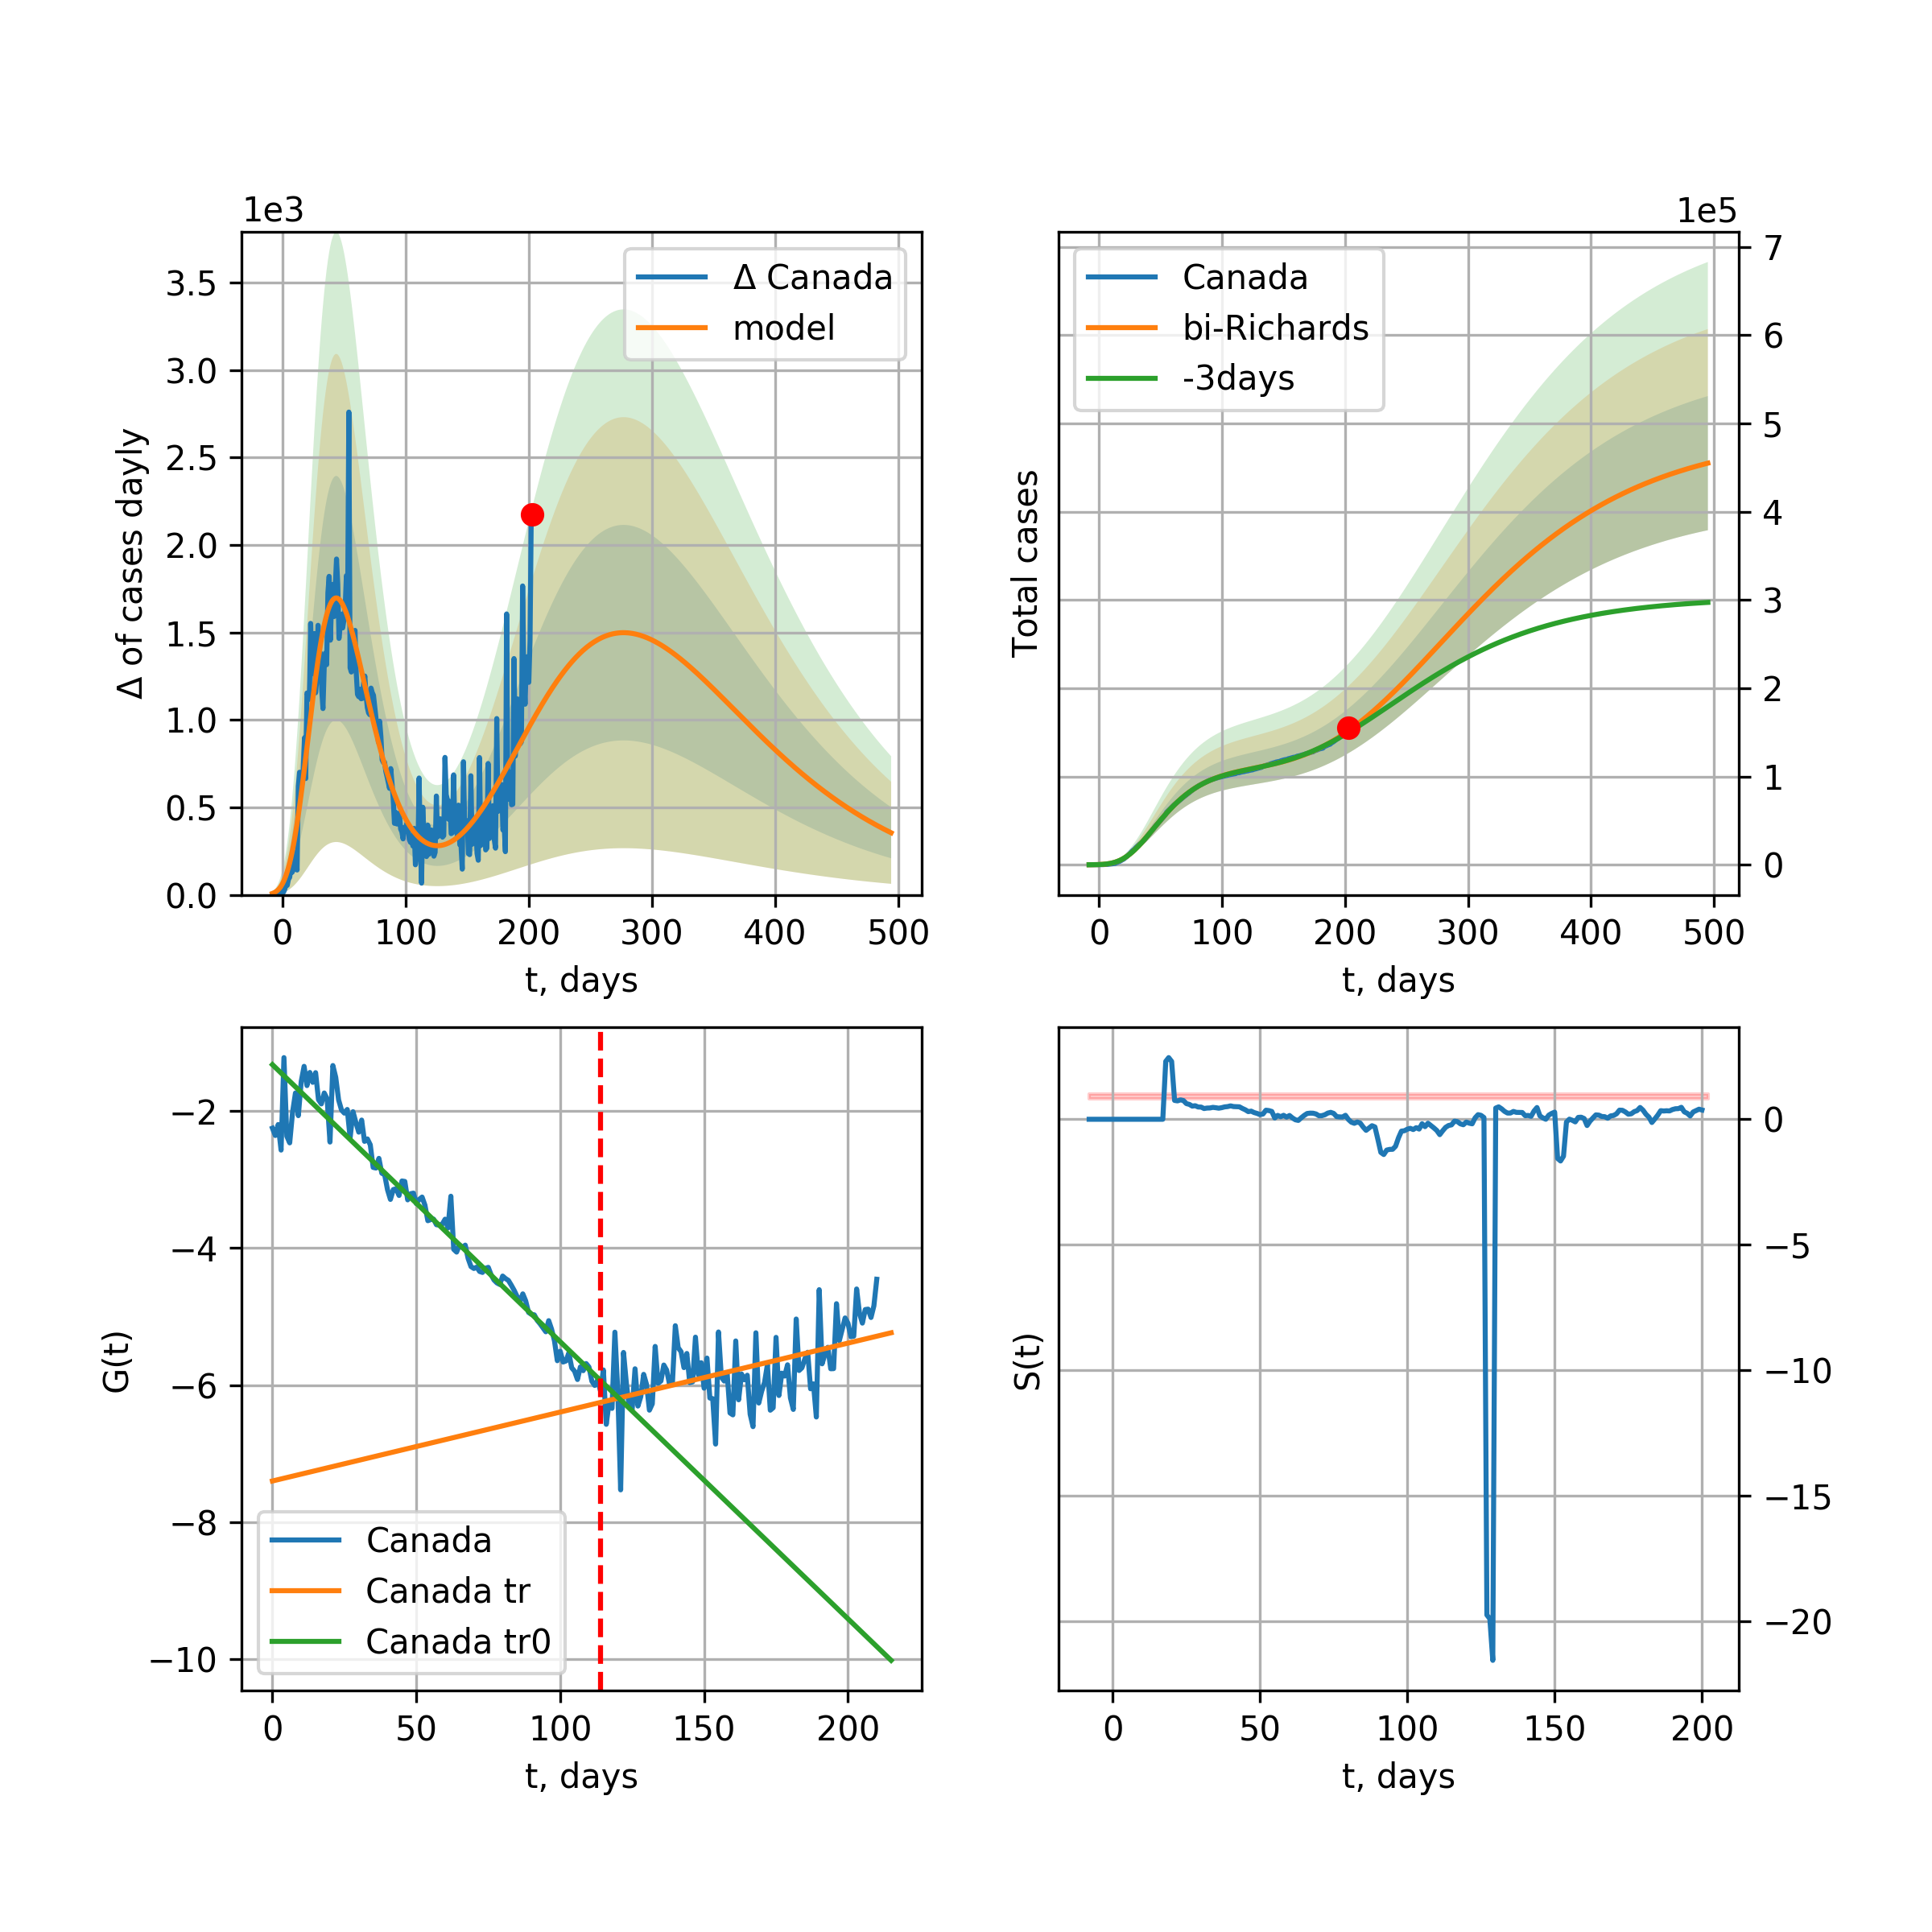 1e3
3.5
3.0
2.5
2.0
1.5
1.0
0.5
0.0
Δ of cases dayly
Δ Canada
model
0 100 200 300 400 500
t, days
1e5
7
6
5
4
3
2
1
0
Total cases
Canada
bi-Richards
-3days
0 100 200 300 400 500
t, days
−2
−4
−6
−8
−10
G(t)
Canada
Canada tr
Canada tr0
0 50 100 150 200
t, days
0
−5
−10
−15
−20
S(t)
0 50 100 150 200
t, days